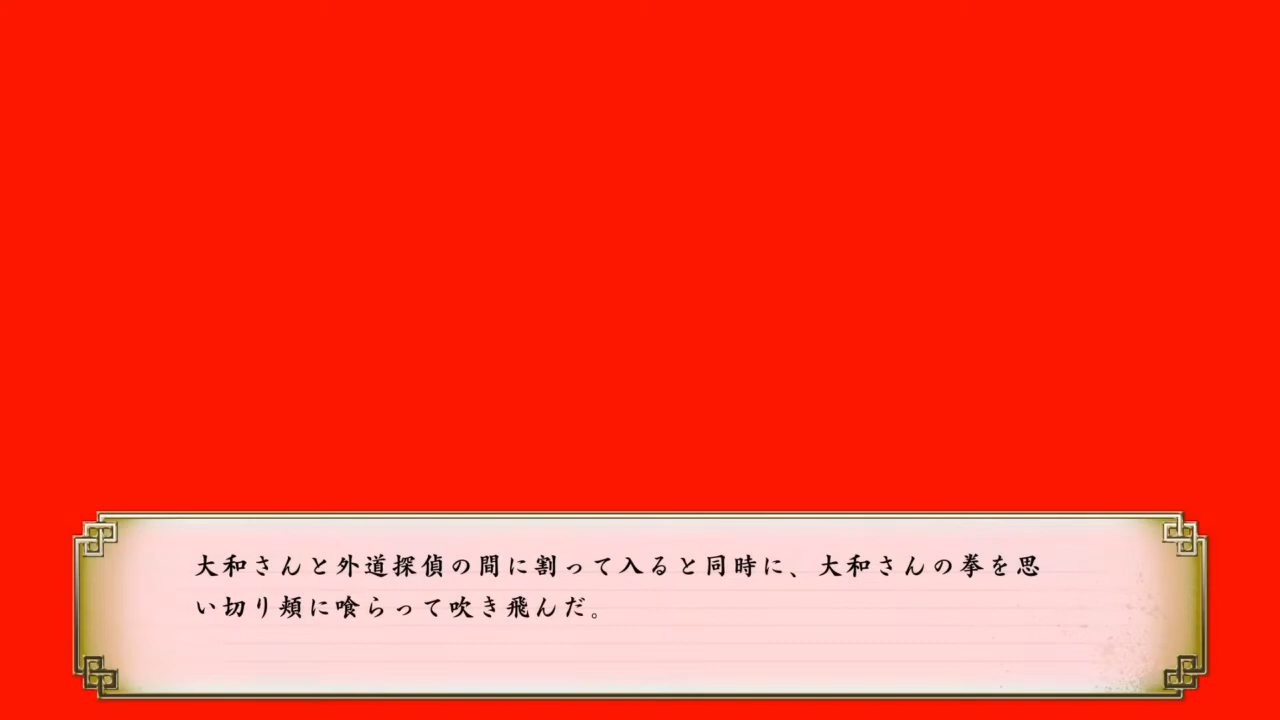 大和さんと外道探偵の間に割って入ると同時に、大和さんの拳を思
い切り頬に喰らって吹き飛んだ。